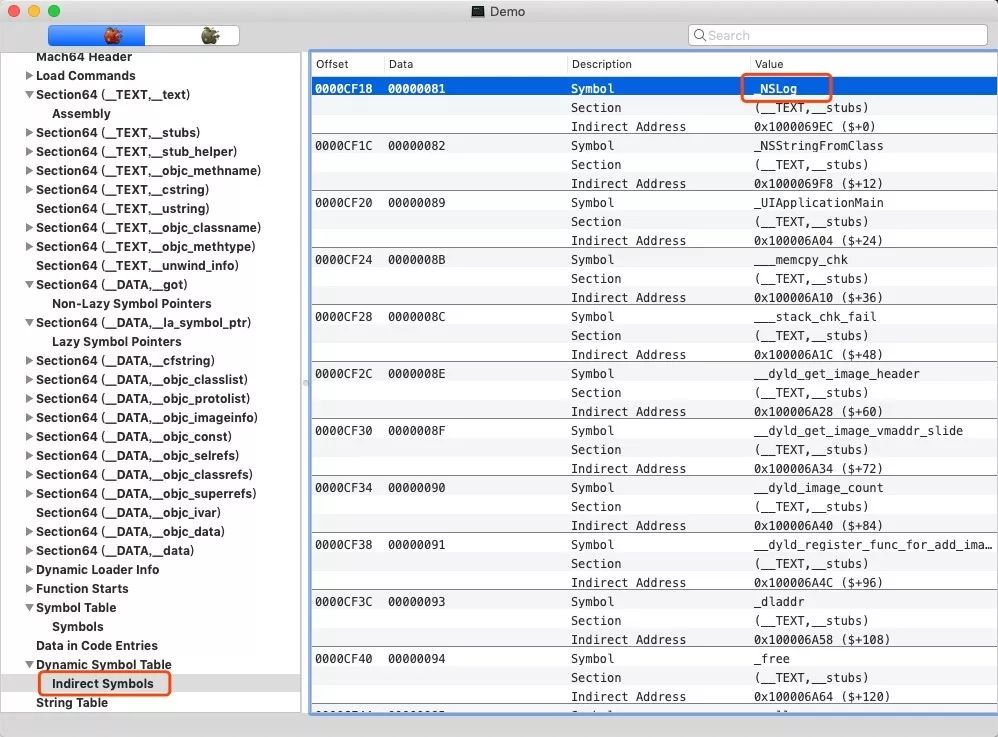 Demo
Search
Mach64 Header
Load Commands
Section64 (__TEXT,__text)
Assembly
Section64 (__TEXT,__stubs)
Section64 (__TEXT,__stub_helper)
Section64 (__TEXT,__objc_methname)
Section64 (__TEXT,__cstring)
Section64 (__TEXT,__ustring)
Section64 (__TEXT,__objc_classname)
Section64 (__TEXT,__objc_methtype)
Section64 (__TEXT,__unwind_info)
Section64 (__DATA,__got)
Non-Lazy Symbol Pointers
Section64 (__DATA,__la_symbol_ptr)
Lazy Symbol Pointers
Section64 (__DATA,__cfstring)
Section64 (__DATA,__objc_classlist)
Section64 (__DATA,__objc_protolist)
Section64 (__DATA,__objc_imageinfo)
Section64 (__DATA,__objc_const)
Section64 (__DATA,__objc_selrefs)
Section64 (__DATA,__objc_classrefs)
Section64 (__DATA,__objc_superrefs)
Section64 (__DATA,__objc_ivar)
Section64 (__DATA,__objc_data)
Section64 (__DATA,__data)
Dynamic Loader Info
Function Starts
Symbol Table
Symbols
Data in Code Entries
Dynamic Symbol Table
Indirect Symbols
String Table
Offset Data Description Value
0000CF18 00000081 Symbol _NSLog
Section (__TEXT,__stubs)
Indirect Address 0x1000069EC ($+0)
0000CF1C 00000082 Symbol _NSStringFromClass
Section (__TEXT,__stubs)
Indirect Address 0x1000069F8 ($+12)
0000CF20 00000089 Symbol _UIApplicationMain
Section (__TEXT,__stubs)
Indirect Address 0x100006A04 ($+24)
0000CF24 0000008B Symbol ___memcpy_chk
Section (__TEXT,__stubs)
Indirect Address 0x100006A10 ($+36)
0000CF28 0000008C Symbol ___stack_chk_fail
Section (__TEXT,__stubs)
Indirect Address 0x100006A1C ($+48)
0000CF2C 0000008E Symbol __dyld_get_image_header
Section (__TEXT,__stubs)
Indirect Address 0x100006A28 ($+60)
0000CF30 0000008F Symbol __dyld_get_image_vmaddr_slide
Section (__TEXT,__stubs)
Indirect Address 0x100006A34 ($+72)
0000CF34 00000090 Symbol __dyld_image_count
Section (__TEXT,__stubs)
Indirect Address 0x100006A40 ($+84)
0000CF38 00000091 Symbol __dyld_register_func_for_add_ima…
Section (__TEXT,__stubs)
Indirect Address 0x100006A4C ($+96)
0000CF3C 00000093 Symbol _dladdr
Section (__TEXT,__stubs)
Indirect Address 0x100006A58 ($+108)
0000CF40 00000094 Symbol _free
Section (__TEXT,__stubs)
Indirect Address 0x100006A64 ($+120)